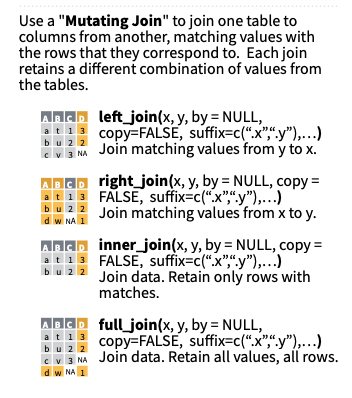 Use a "Mutating Join" to join one table to
columns from another, matching values with
the rows that they correspond to. Each join
retains a different combination of values from
the tables.
A B C D
a t 1 3
b u 2 2
c v 3 NA
left_join(x, y, by = NULL,
copy=FALSE, suffix=c(“.x”,“.y”),…)
Join matching values from y to x.
A B C D
a t 1 3
b u 2 2
d w NA 1
right_join(x, y, by = NULL, copy =
FALSE, suffix=c(“.x”,“.y”),…)
Join matching values from x to y.
A B C D
a t 1 3
b u 2 2
inner_join(x, y, by = NULL, copy =
FALSE, suffix=c(“.x”,“.y”),…)
Join data. Retain only rows with
matches.
A B C D
a t 1 3
b u 2 2
c v 3 NA
d w NA 1
full_join(x, y, by = NULL,
copy=FALSE, suffix=c(“.x”,“.y”),…)
Join data. Retain all values, all rows.